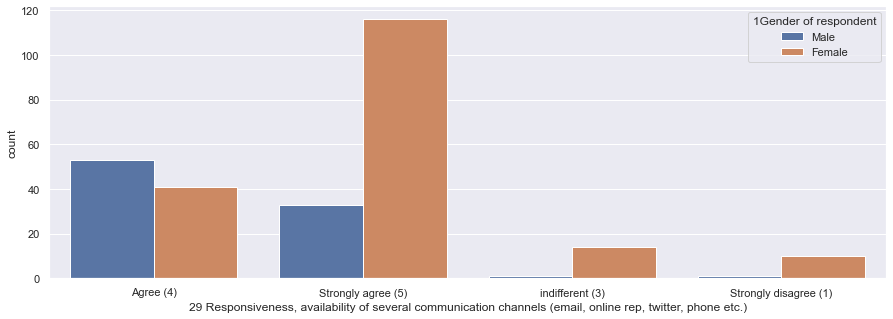 120
100
80
60
40
20
0
count
1Gender of respondent
Male
Female
Agree (4)
Strongly agree (5)
indifferent (3)
Strongly disagree (1)
29 Responsiveness, availability of several communication channels (email, online rep, twitter, phone etc.)